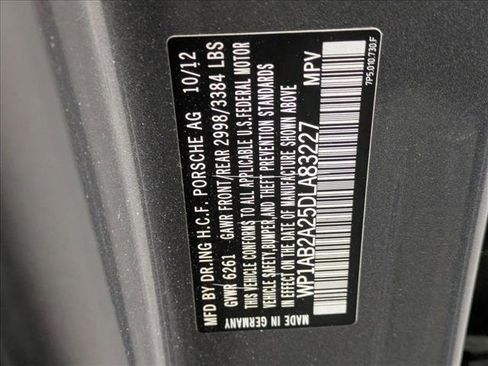 MFD BY DR.ING H.C.F. PORSCHE AG 10/12
GVWR 6261 GAWR FRONT/REAR 2998/3384 LBS
THIS VEHICLE CONFORMS TO ALL APPLICABLE U.S.FEDERAL MOTOR
VEHICLE SAFETY,BUMPER,AND THEFT PREVENTION STANDARDS
IN EFFECT ON THE DATE OF MANUFACTURE SHOWN ABOVE
WP1AB2A25DLA83227 MPV
MADE IN GERMANY
7P5.010.730.F